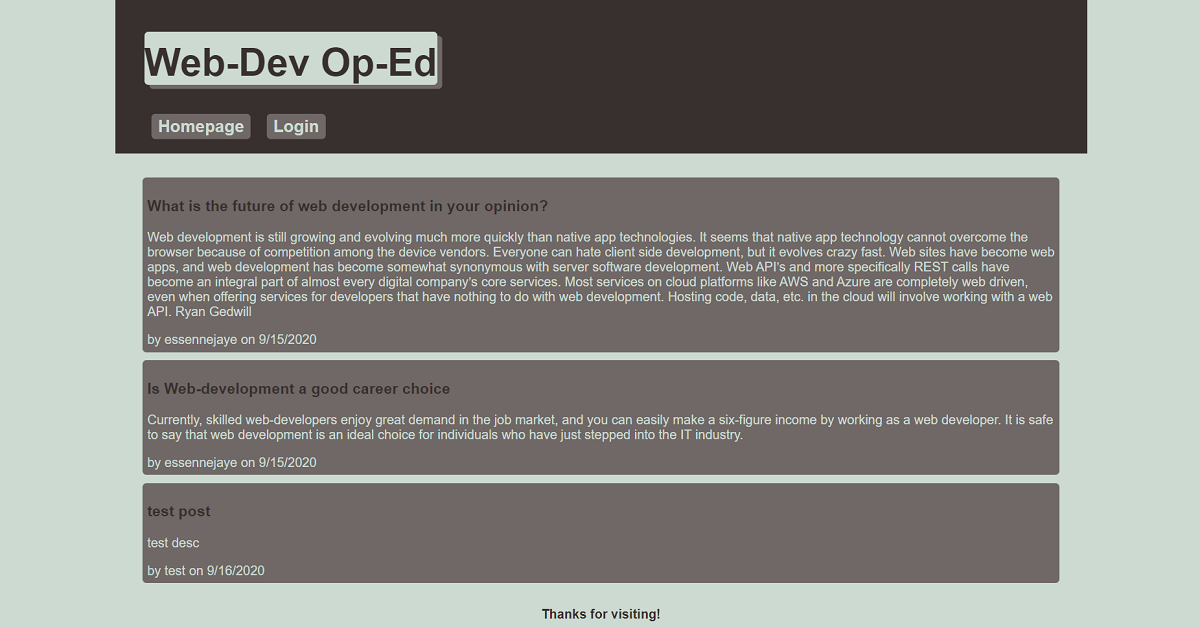 Web-Dev Op-Ed
Homepage
Login
What is the future of web development in your opinion?
Web development is still growing and evolving much more quickly than native app technologies. It seems that native app technology cannot overcome the
browser because of competition among the device vendors. Everyone can hate client side development, but it evolves crazy fast. Web sites have become web
apps, and web development has become somewhat synonymous with server software development. Web API's and more specifically REST calls have
become an integral part of almost every digital company's core services. Most services on cloud platforms like AWS and Azure are completely web driven,
even when offering services for developers that have nothing to do with web development. Hosting code, data, etc. in the cloud will involve working with a web
API. Ryan Gedwill
by essennejaye on 9/15/2020
Is Web-development a good career choice
Currently, skilled web-developers enjoy great demand in the job market, and you can easily make a six-figure income by working as a web developer. It is safe
to say that web development is an ideal choice for individuals who have just stepped into the IT industry.
by essennejaye on 9/15/2020
test post
test desc
by test on 9/16/2020
Thanks for visiting!